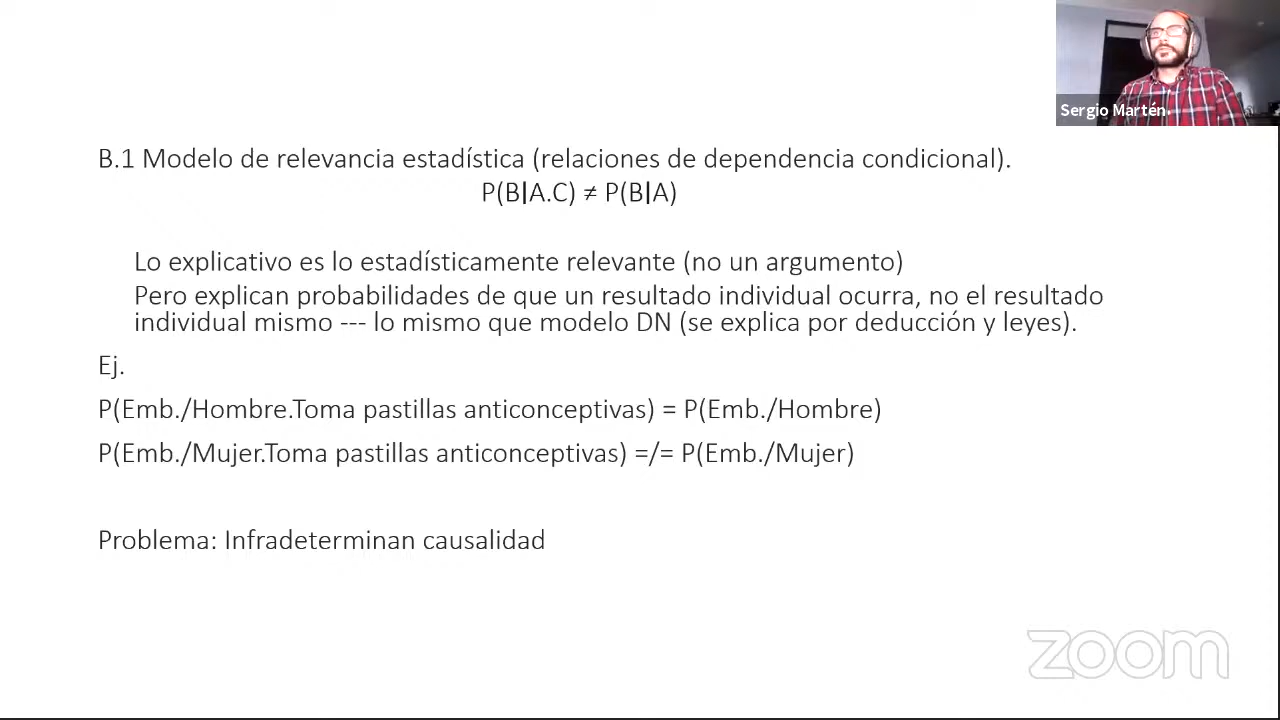 Sergio Martén
B.1 Modelo de relevancia estadística (relaciones de dependencia condicional).
P(B|A.C) ≠ P(B|A)
Lo explicativo es lo estadísticamente relevante (no un argumento)
Pero explican probabilidades de que un resultado individual ocurra, no el resultado
individual mismo --- lo mismo que modelo DN (se explica por deducción y leyes).
Ej.
P(Emb./Hombre.Toma pastillas anticonceptivas) = P(Emb./Hombre)
P(Emb./Mujer.Toma pastillas anticonceptivas) =/= P(Emb./Mujer)
Problema: Infradeterminan causalidad
zoom